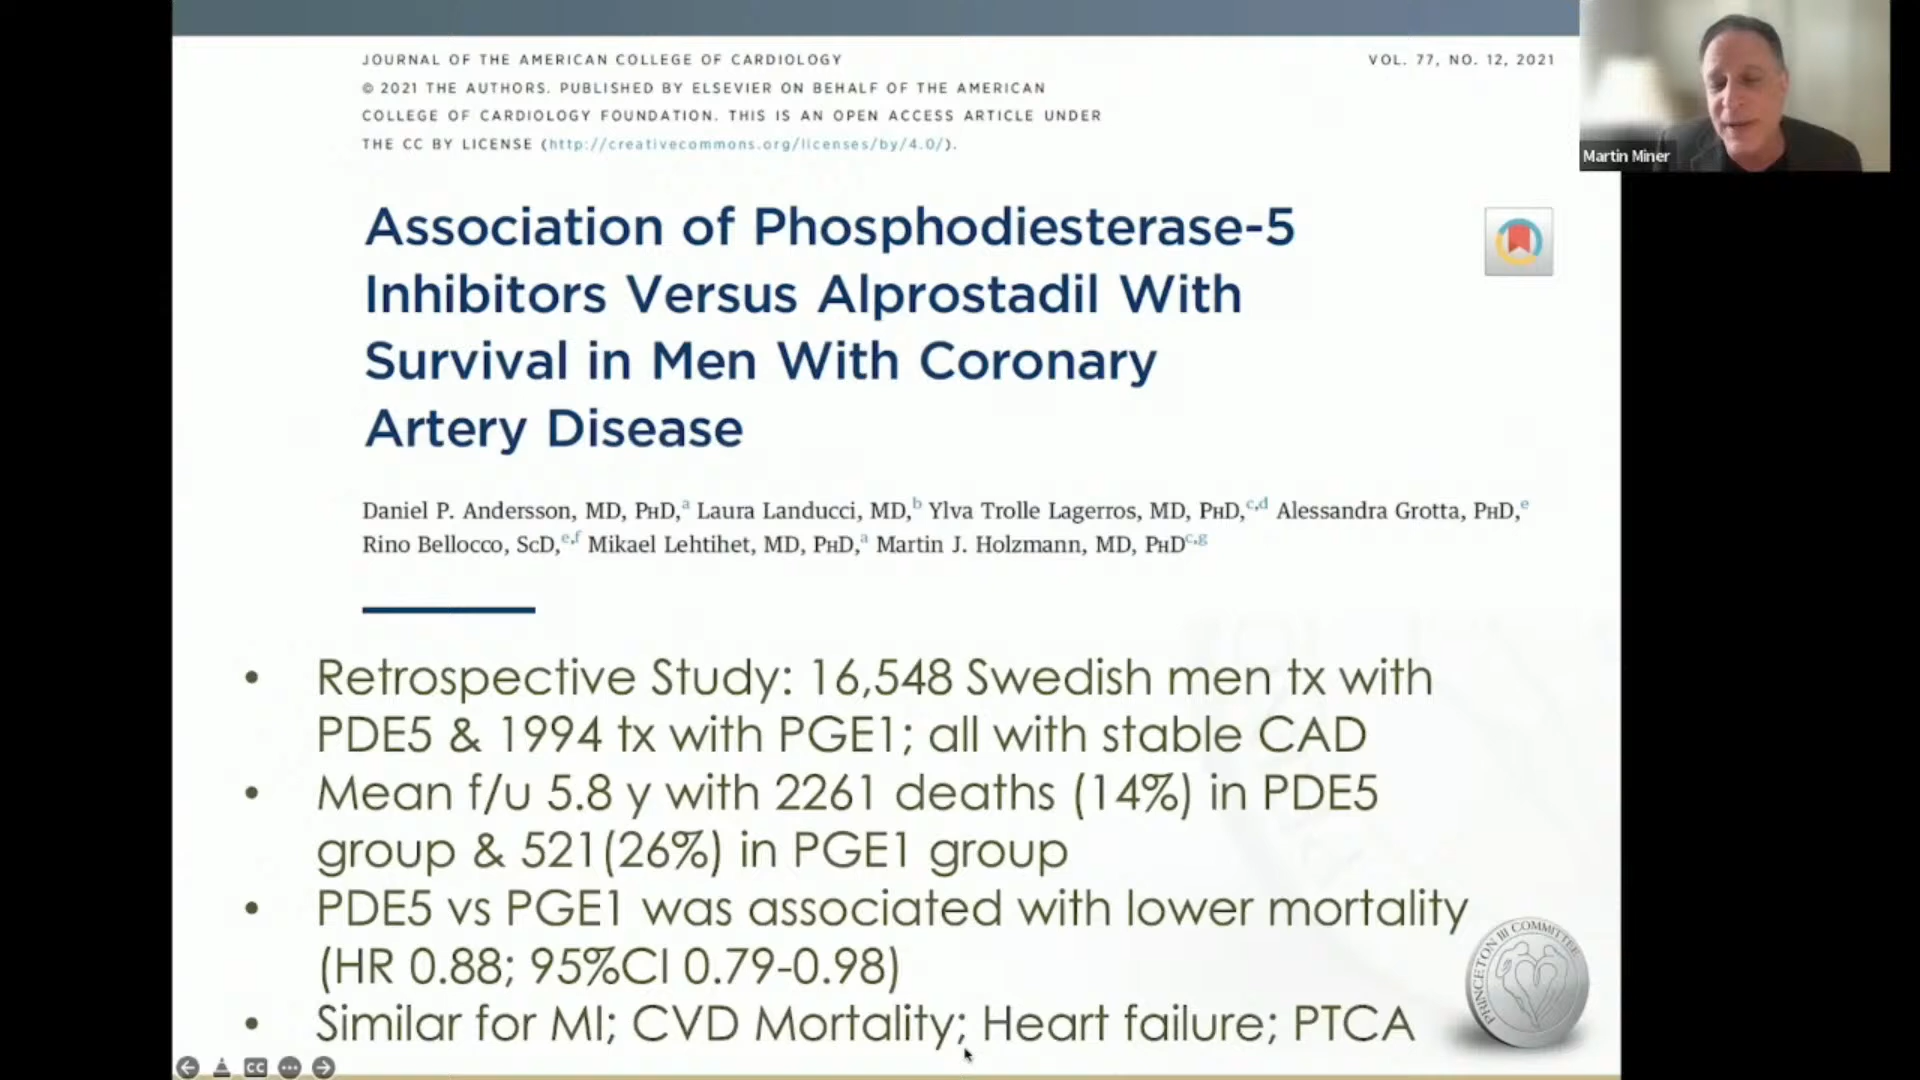 JOURNAL OF THE AMERICAN COLLEGE OF CARDIOLOGY
VOL. 77, NO. 12, 2021
© 2021 THE AUTHORS. PUBLISHED BY ELSEVIER ON BEHALF OF THE AMERICAN
COLLEGE OF CARDIOLOGY FOUNDATION. THIS IS AN OPEN ACCESS ARTICLE UNDER
THE CC BY LICENSE (http://creativecommons.org/licenses/by/4.0/).
Martin Miner
Association of Phosphodiesterase-5
Inhibitors Versus Alprostadil With
Survival in Men With Coronary
Artery Disease
Daniel P. Andersson, MD, PHD,a Laura Landucci, MD,b Ylva Trolle Lagerros, MD, PHD,c,d Alessandra Grotta, PHD,e
Rino Bellocco, ScD,e,f Mikael Lehtihet, MD, PHD,a Martin J. Holzmann, MD, PHDc,g
• Retrospective Study: 16,548 Swedish men tx with
PDE5 & 1994 tx with PGE1; all with stable CAD
• Mean f/u 5.8 y with 2261 deaths (14%) in PDE5
group & 521(26%) in PGE1 group
• PDE5 vs PGE1 was associated with lower mortality
(HR 0.88; 95%CI 0.79-0.98)
• Similar for MI; CVD Mortality; Heart failure; PTCA
PRINCETON III COMMITTEE
CC